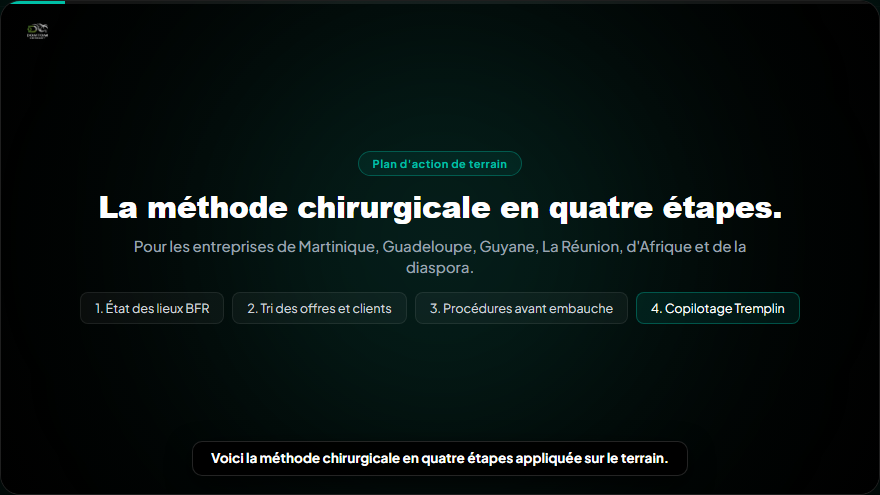 Plan d'action de terrain
La méthode chirurgicale en quatre étapes.
Pour les entreprises de Martinique, Guadeloupe, Guyane, La Réunion, d'Afrique et de la
diaspora.
1. État des lieux BFR
2. Tri des offres et clients
3. Procédures avant embauche
4. Copilotage Tremplin
Voici la méthode chirurgicale en quatre étapes appliquée sur le terrain.